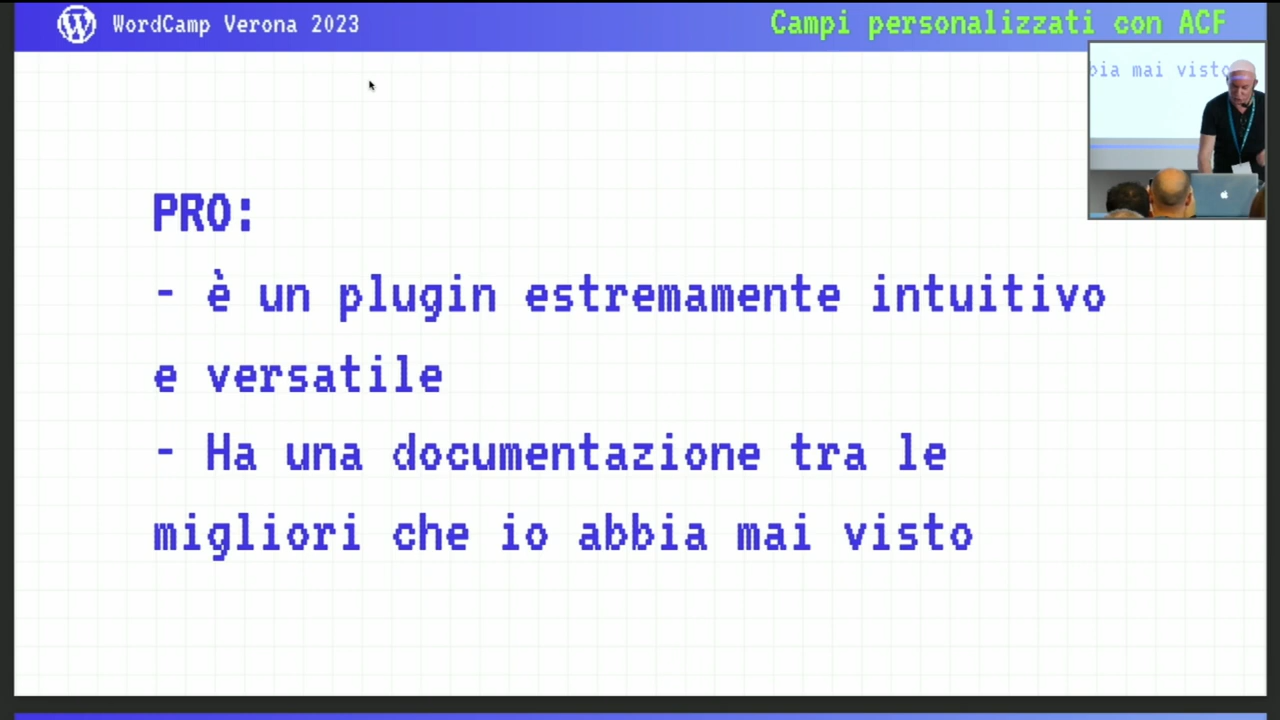 WordCamp Verona 2023
Campi personalizzati con ACF
bia mai visto
PRO:
- è un plugin estremamente intuitivo
e versatile
- Ha una documentazione tra le
migliori che io abbia mai visto